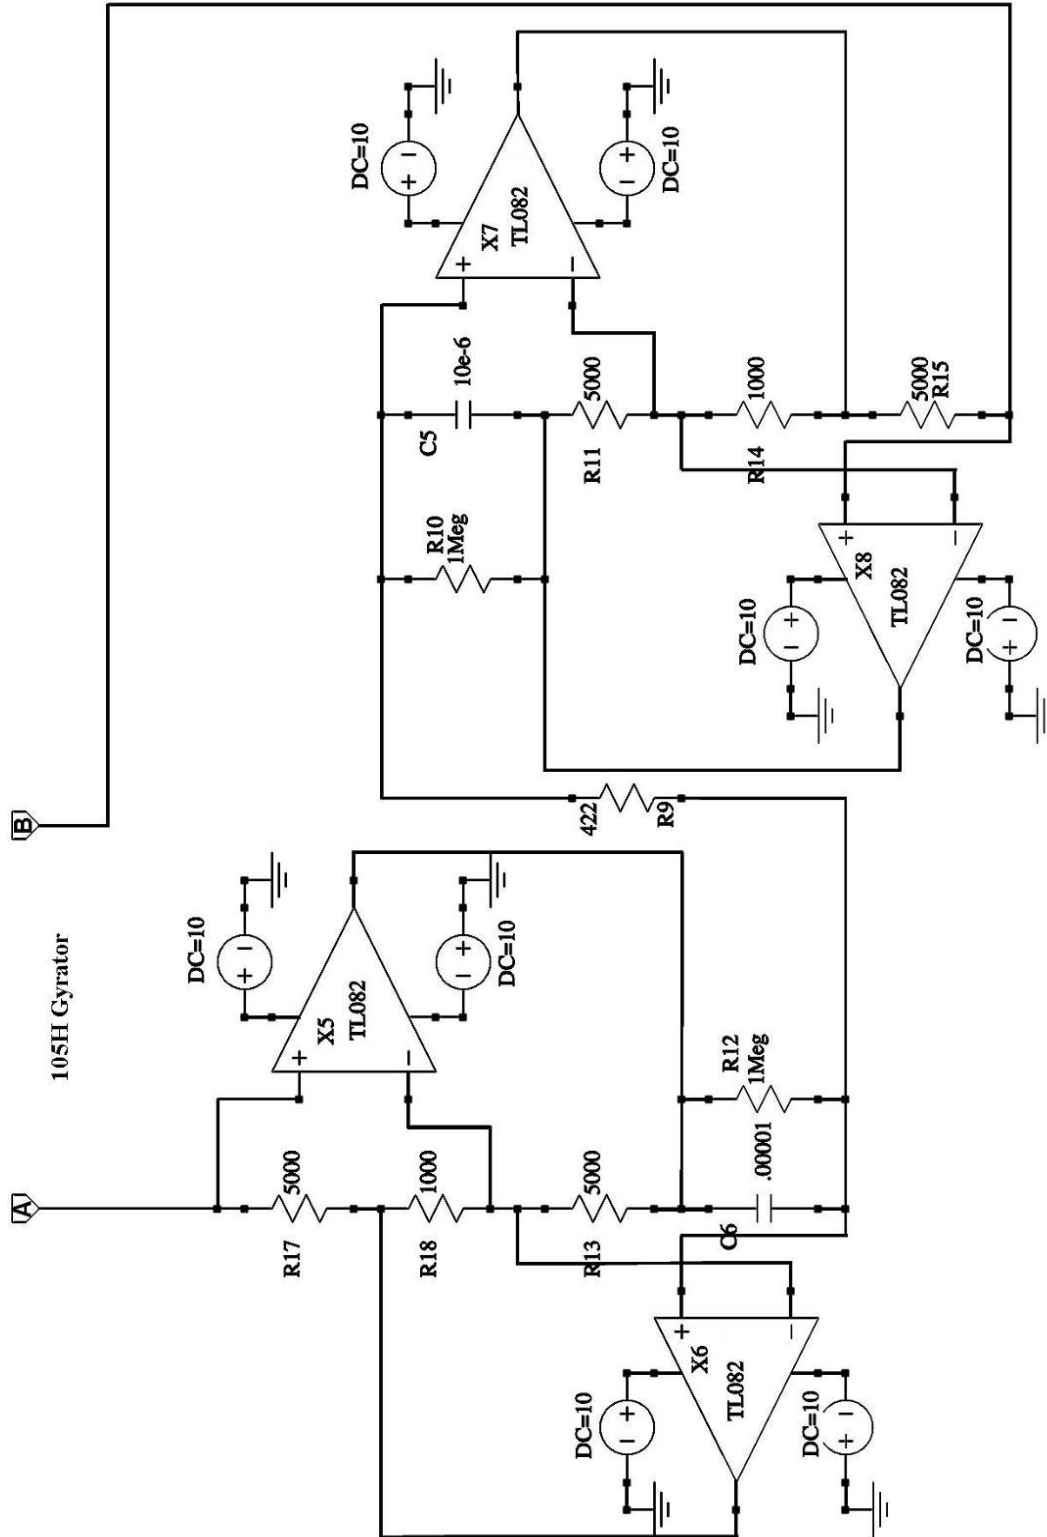 B
105H Gyrator
A
DC=10
+ -
X7
TL082
+
-
- +
DC=10
C5
10e-6
R10
1Meg
R11
5000
R14
1000
5000
R15
X8
TL082
+
-
DC=10
- +
DC=10
+ -
422
R9
DC=10
+ -
X5
TL082
+
-
- +
DC=10
R17
5000
R18
1000
R13
5000
R12
1Meg
C6
.00001
X6
TL082
+
-
DC=10
- +
DC=10
+ -